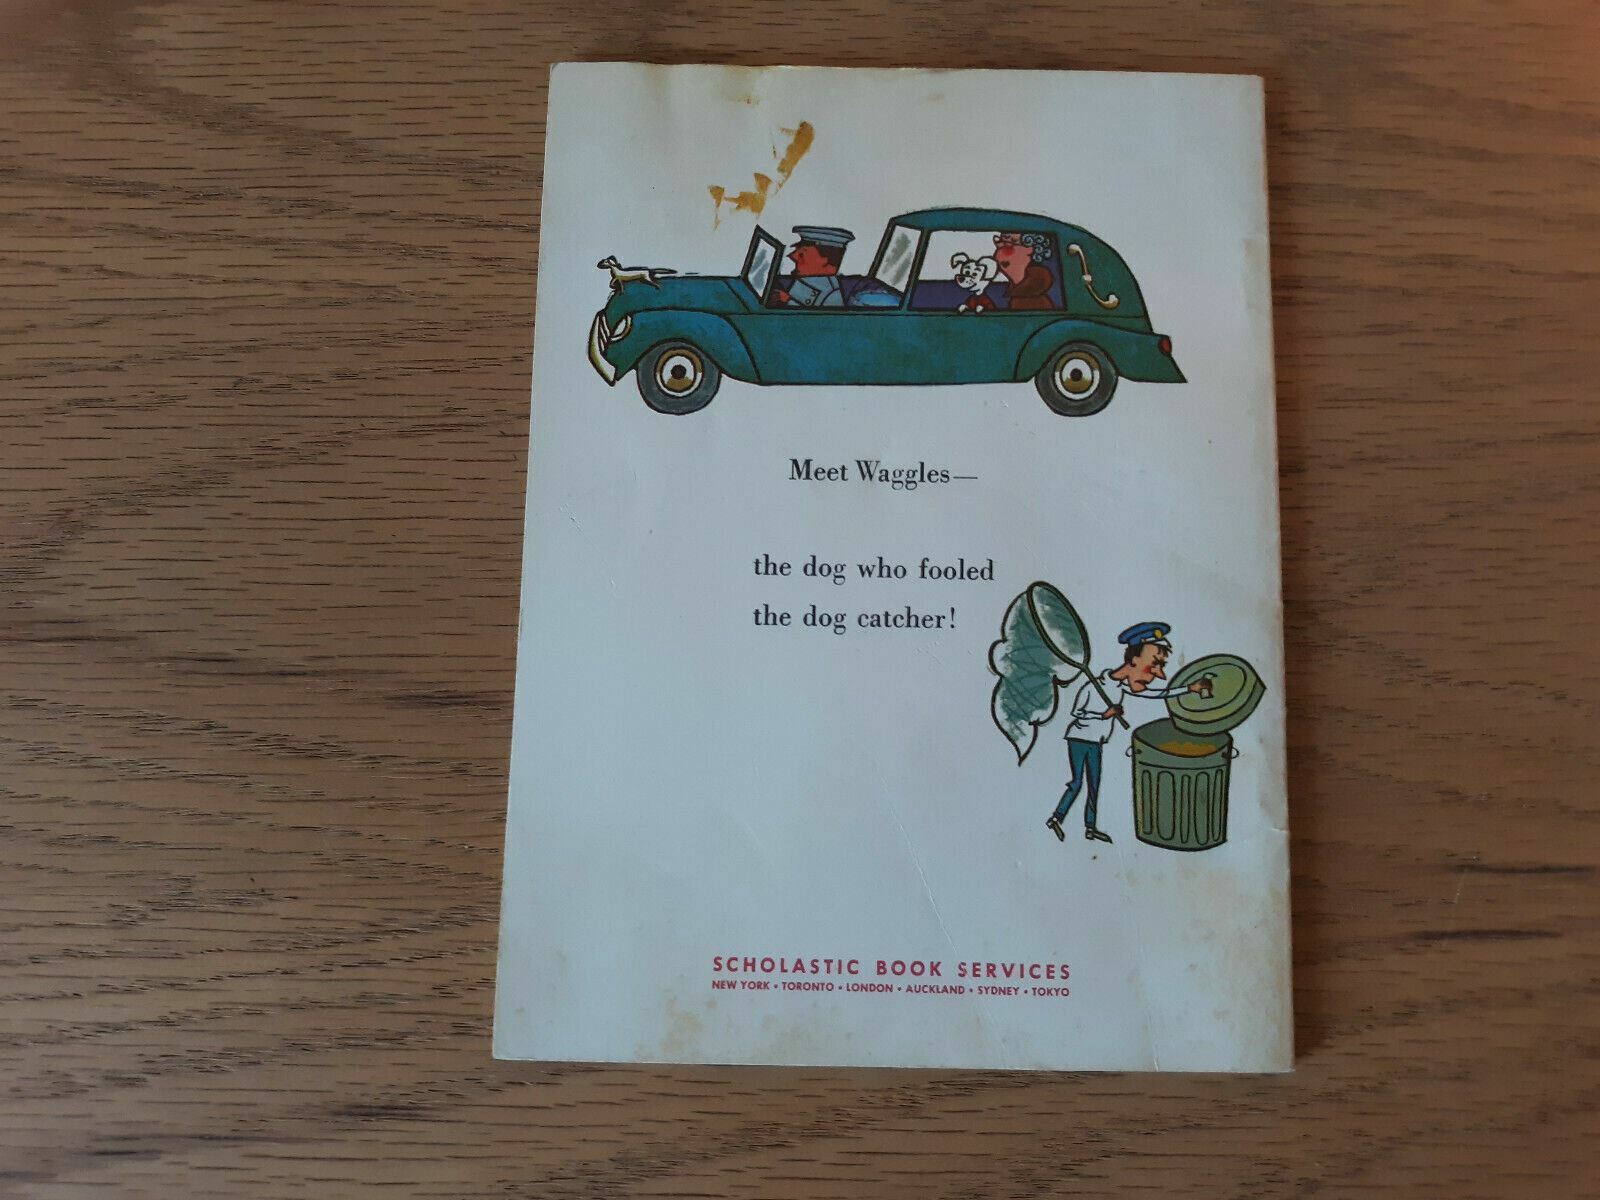 Meet Waggles—
the dog who fooled
the dog catcher!
SCHOLASTIC BOOK SERVICES
NEW YORK • TORONTO • LONDON • AUCKLAND • SYDNEY • TOKYO